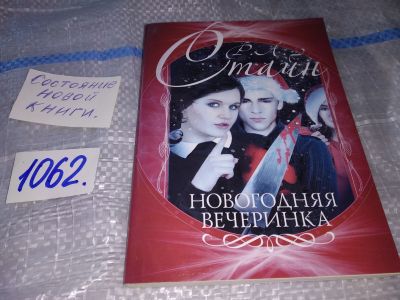 Состояние
новой
книги.
1062.
Р. Л.
Стайн
НОВОГОДНЯЯ
ВЕЧЕРИНКА